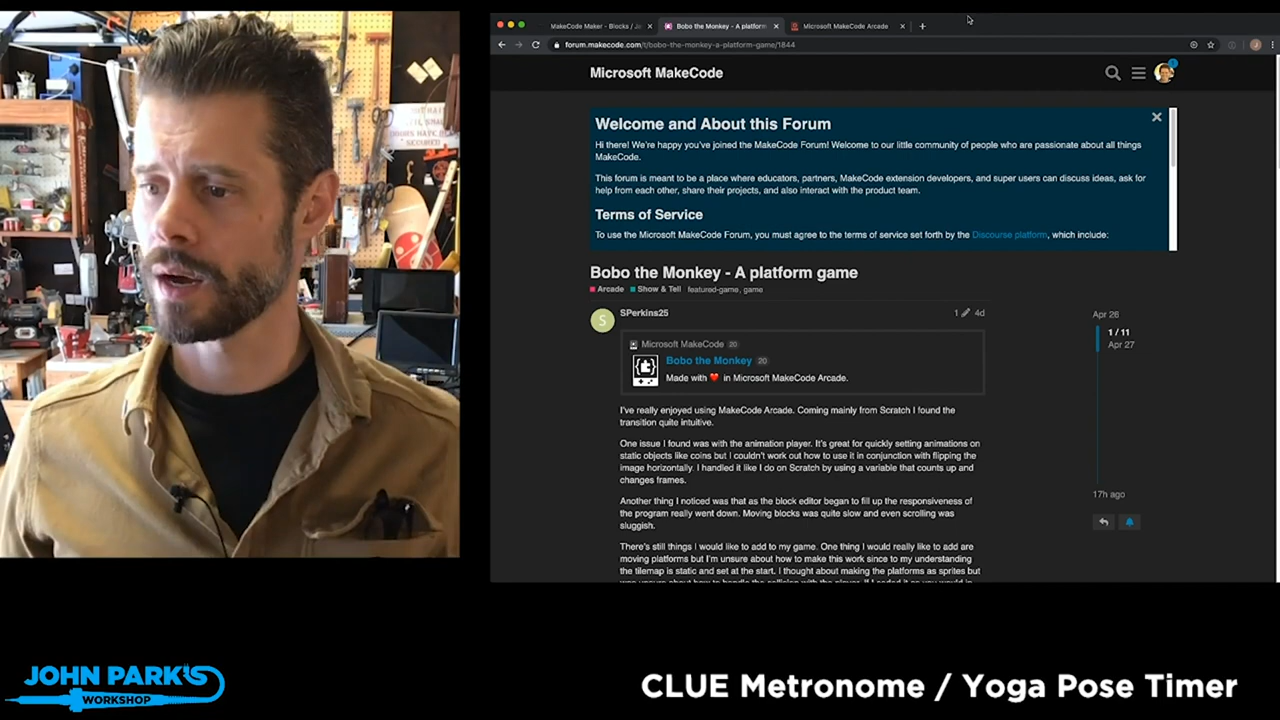 MakeCode Maker - Blocks / Ja
Bobo the Monkey - A platform
Microsoft MakeCode Arcade
forum.makecode.com/t/bobo-the-monkey-a-platform-game/1844
Microsoft MakeCode
Welcome and About this Forum
Hi there! We're happy you've joined the MakeCode Forum! Welcome to our little community of people who are passionate about all things
MakeCode.
This forum is meant to be a place where educators, partners, MakeCode extension developers, and super users can discuss ideas, ask for
help from each other, share their projects, and also interact with the product team.
Terms of Service
To use the Microsoft MakeCode Forum, you must agree to the terms of service set forth by the Discourse platform, which include:
Bobo the Monkey - A platform game
Arcade Show & Tell featured-game, game
S
SPerkins25
1 4d
Microsoft MakeCode 20
Bobo the Monkey 20
Made with ❤️ in Microsoft MakeCode Arcade.
I've really enjoyed using MakeCode Arcade. Coming mainly from Scratch I found the
transition quite intuitive.
One issue I found was with the animation player. It's great for quickly setting animations on
static objects like coins but I couldn't work out how to use it in conjunction with flipping the
image horizontally. I handled it like I do on Scratch by using a variable that counts up and
changes frames.
Another thing I noticed was that as the block editor began to fill up the responsiveness of
the program really went down. Moving blocks was quite slow and even scrolling was
sluggish.
There's still things I would like to add to my game. One thing I would really like to add are
moving platforms but I'm unsure about how to make this work since to my understanding
the tilemap is static and set at the start. I thought about making the platforms as sprites but
Apr 26
1 / 11
Apr 27
17h ago
JOHN PARK'S
WORKSHOP
CLUE Metronome / Yoga Pose Timer